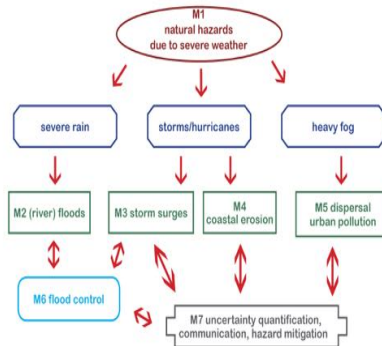 M1
natural hazards
due to severe weather
severe rain
storms/hurricanes
heavy fog
M2 (river) floods
M3 storm surges
M4
coastal erosion
M5 dispersal
urban pollution
M6 flood control
M7 uncertainty quantification,
communication, hazard mitigation